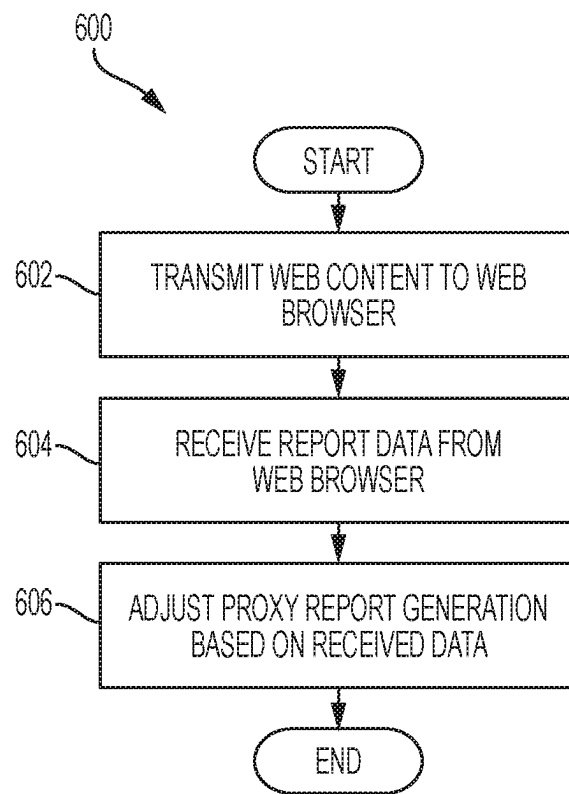 600
START
602
TRANSMIT WEB CONTENT TO WEB
BROWSER
604
RECEIVE REPORT DATA FROM
WEB BROWSER
606
ADJUST PROXY REPORT GENERATION
BASED ON RECEIVED DATA
END